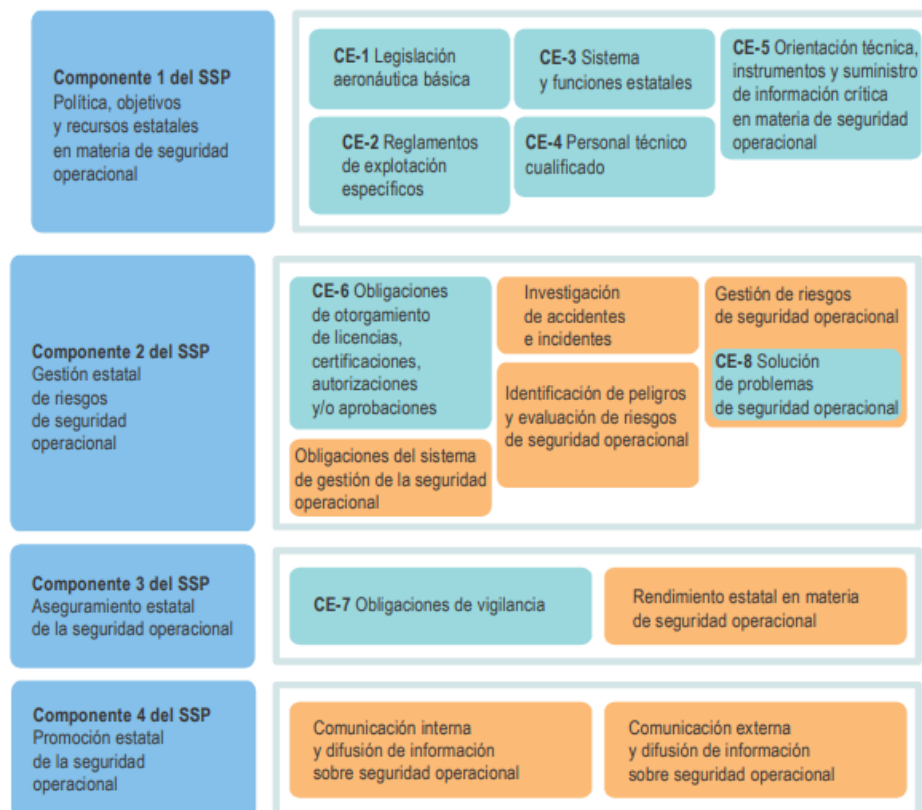 Componente 1 del SSP
Política, objetivos
y recursos estatales
en materia de seguridad
operacional
CE-1 Legislación
aeronáutica básica
CE-3 Sistema
y funciones estatales
CE-5 Orientación técnica,
instrumentos y suministro
de información crítica
en materia de seguridad
operacional
CE-2 Reglamentos
de explotación
específicos
CE-4 Personal técnico
cualificado
Componente 2 del SSP
Gestión estatal
de riesgos
de seguridad
operacional
CE-6 Obligaciones
de otorgamiento
de licencias,
certificaciones,
autorizaciones
y/o aprobaciones
Investigación
de accidentes
e incidentes
Gestión de riesgos
de seguridad operacional
CE-8 Solución
de problemas
de seguridad operacional
Identificación de peligros
y evaluación de riesgos
de seguridad operacional
Obligaciones del sistema
de gestión de la seguridad
operacional
Componente 3 del SSP
Aseguramiento estatal
de la seguridad operacional
CE-7 Obligaciones de vigilancia
Rendimiento estatal en materia
de seguridad operacional
Componente 4 del SSP
Promoción estatal
de la seguridad
operacional
Comunicación interna
y difusión de información
sobre seguridad operacional
Comunicación externa
y difusión de información
sobre seguridad operacional